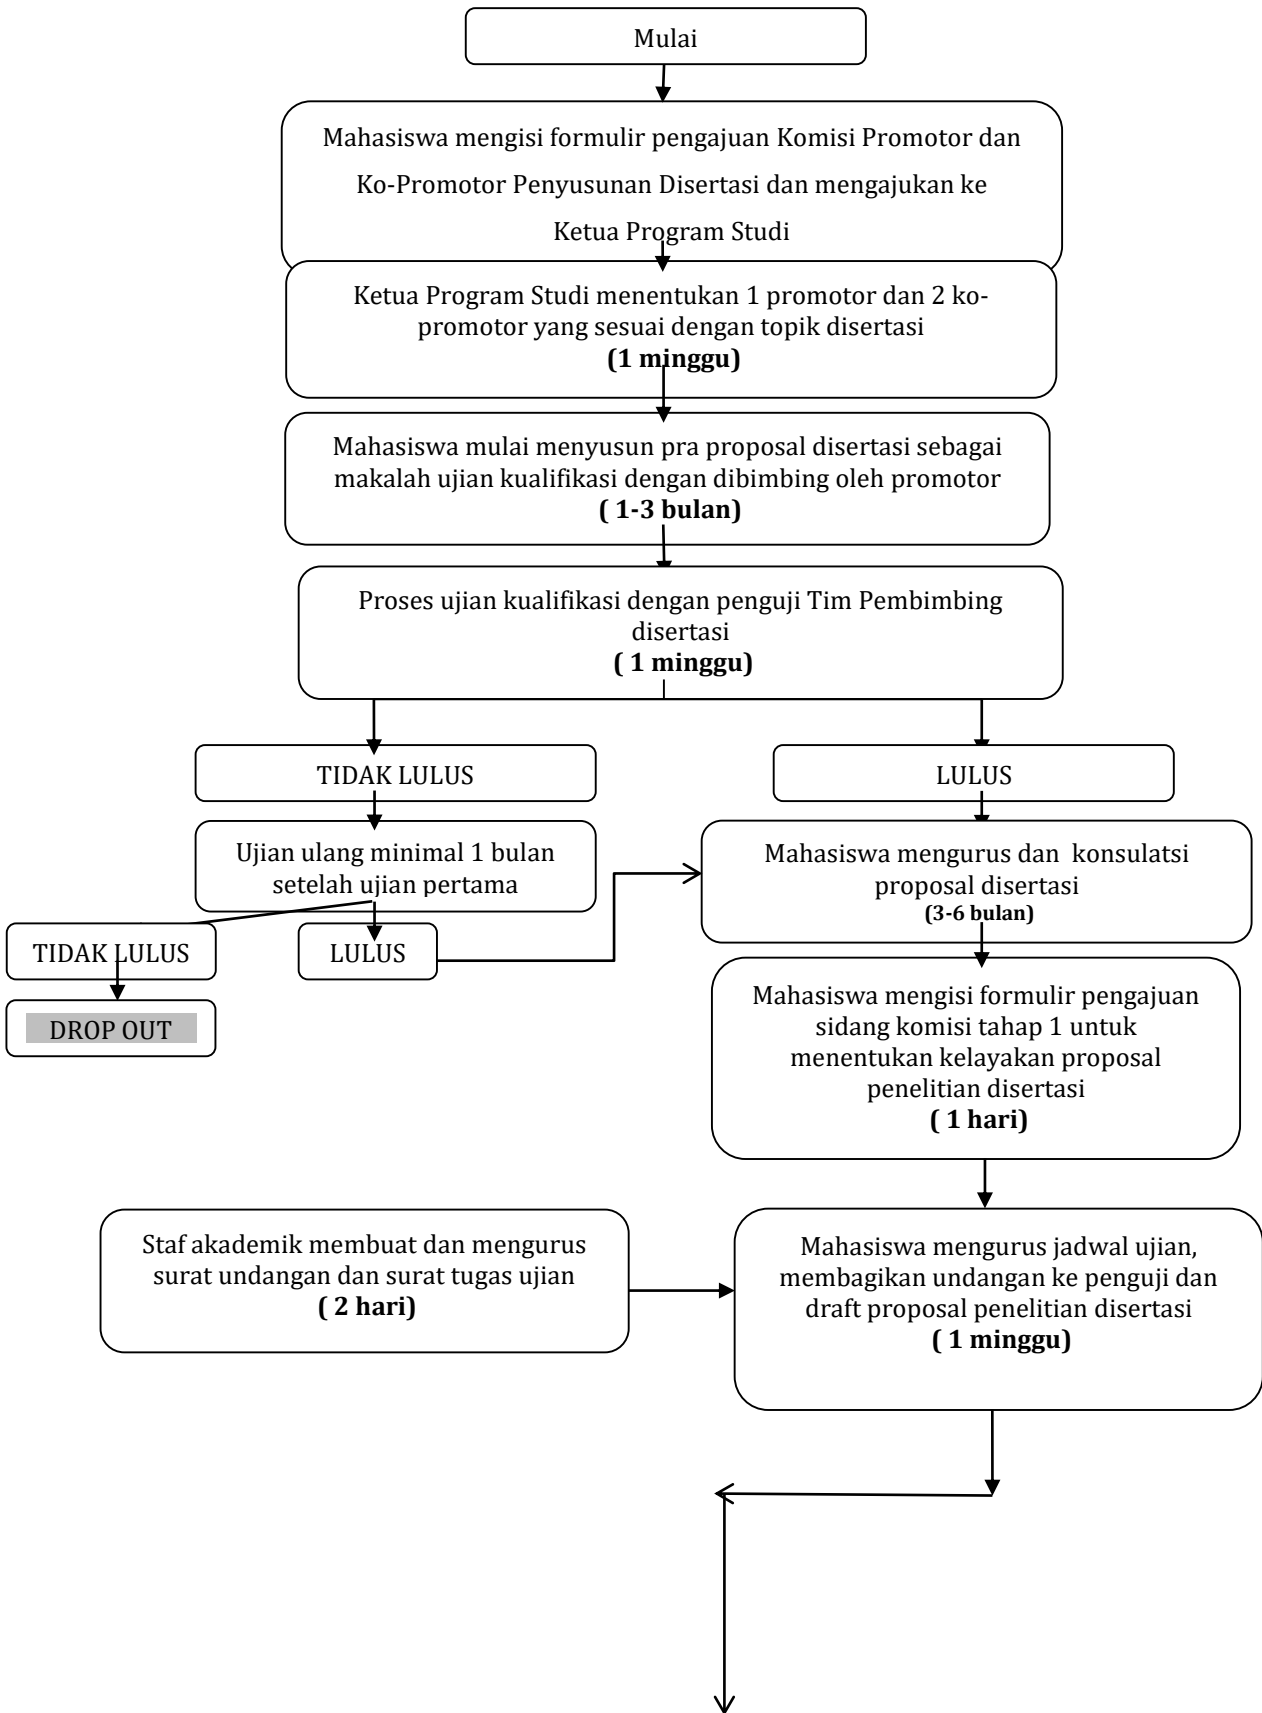 Mulai
Mahasiswa mengisi formulir pengajuan Komisi Promotor dan
Ko-Promotor Penyusunan Disertasi dan mengajukan ke
Ketua Program Studi
Ketua Program Studi menentukan 1 promotor dan 2 ko-
promotor yang sesuai dengan topik disertasi
(1 minggu)
Mahasiswa mulai menyusun pra proposal disertasi sebagai
makalah ujian kualifikasi dengan dibimbing oleh promotor
( 1-3 bulan)
Proses ujian kualifikasi dengan penguji Tim Pembimbing
disertasi
( 1 minggu)
TIDAK LULUS
LULUS
Ujian ulang minimal 1 bulan
setelah ujian pertama
Mahasiswa mengurus dan  konsulatsi
proposal disertasi
(3-6 bulan)
TIDAK LULUS
LULUS
DROP OUT
Mahasiswa mengisi formulir pengajuan
sidang komisi tahap 1 untuk
menentukan kelayakan proposal
penelitian disertasi
( 1 hari)
Staf akademik membuat dan mengurus
surat undangan dan surat tugas ujian
( 2 hari)
Mahasiswa mengurus jadwal ujian,
membagikan undangan ke penguji dan
draft proposal penelitian disertasi
( 1 minggu)